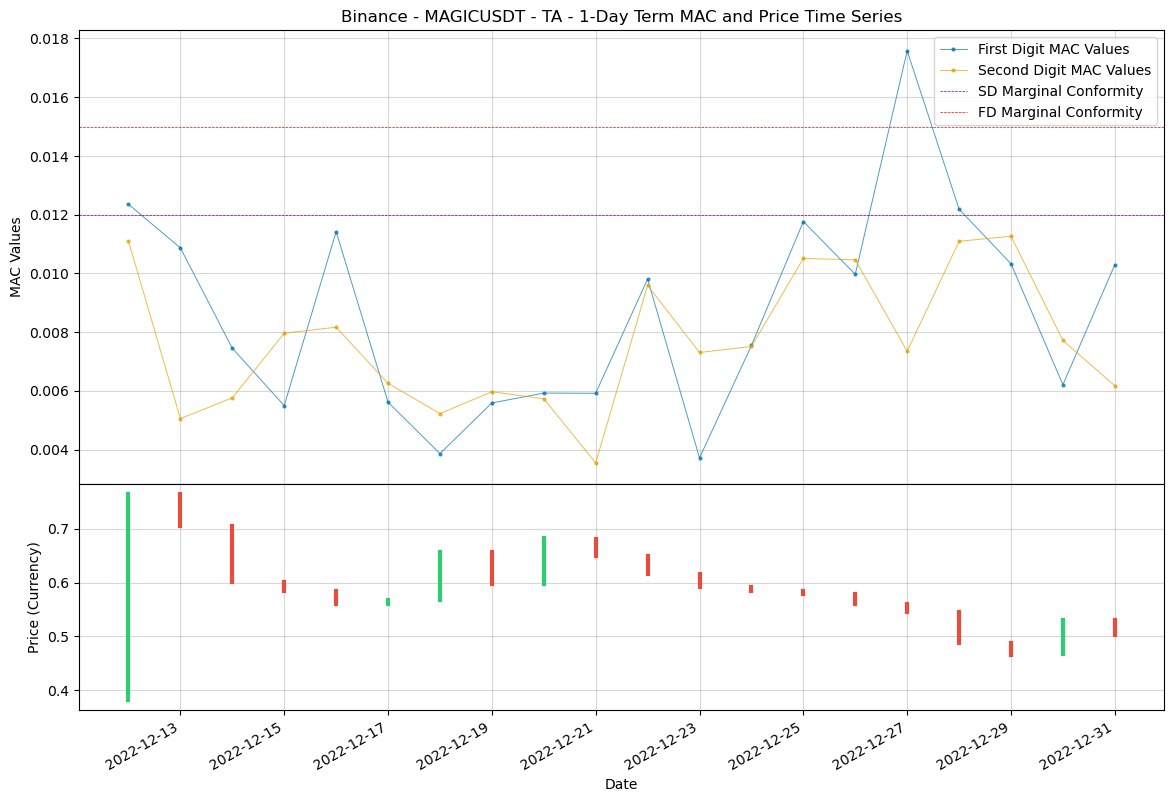 Binance - MAGICUSDT - TA - 1-Day Term MAC and Price Time Series
0.018
0.016
0.014
0.012
0.010
0.008
0.006
0.004
MAC Values
First Digit MAC Values
Second Digit MAC Values
SD Marginal Conformity
FD Marginal Conformity
0.7
0.6
0.5
0.4
Price (Currency)
2022-12-13
2022-12-15
2022-12-17
2022-12-19
2022-12-21
2022-12-23
2022-12-25
2022-12-27
2022-12-29
2022-12-31
Date